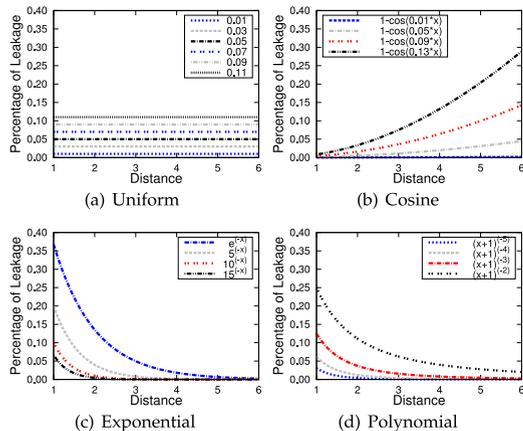 0.40
0.35
0.30
0.25
0.20
0.15
0.10
0.05
0.00
Percentage of Leakage
0.01
0.03
0.05
0.07
0.09
0.11
1 2 3 4 5 6
Distance
(a) Uniform
0.40
0.35
0.30
0.25
0.20
0.15
0.10
0.05
0.00
Percentage of Leakage
1-cos(0.01*x)
1-cos(0.05*x)
1-cos(0.09*x)
1-cos(0.13*x)
1 2 3 4 5 6
Distance
(b) Cosine
0.40
0.35
0.30
0.25
0.20
0.15
0.10
0.05
0.00
Percentage of Leakage
e^(-x)
5^(-x)
10^(-x)
15^(-x)
1 2 3 4 5 6
Distance
(c) Exponential
0.40
0.35
0.30
0.25
0.20
0.15
0.10
0.05
0.00
Percentage of Leakage
(x+1)^(-5)
(x+1)^(-4)
(x+1)^(-3)
(x+1)^(-2)
1 2 3 4 5 6
Distance
(d) Polynomial